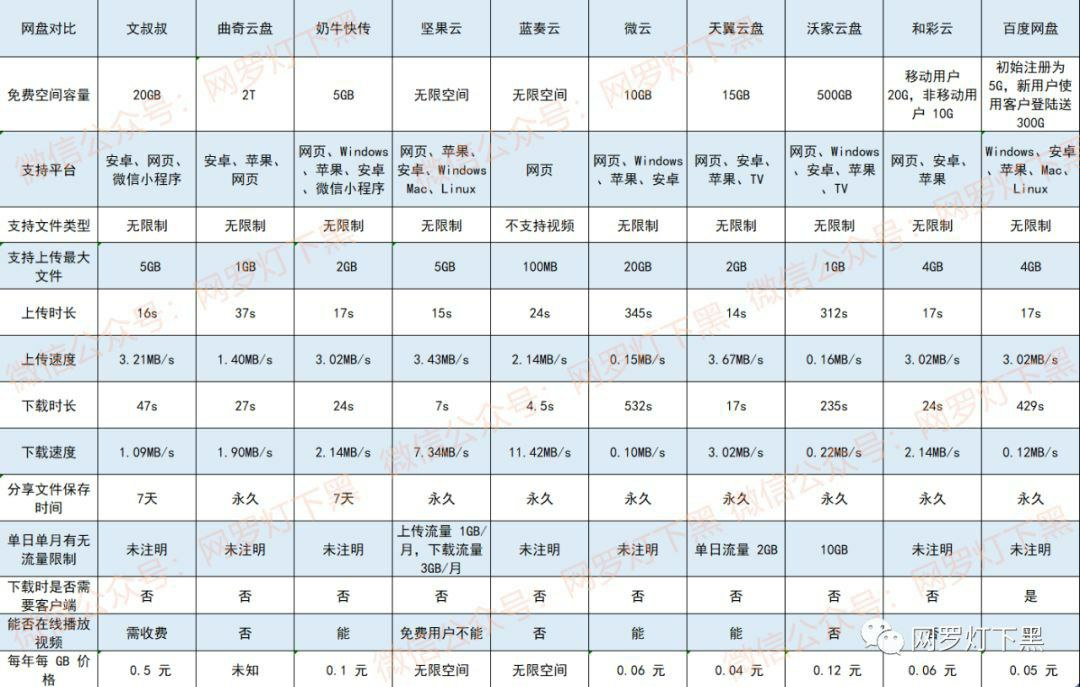 网盘对比 文叔叔 曲奇云盘 奶牛快传 坚果云 蓝奏云 微云 天翼云盘 沃家云盘 和彩云 百度网盘
免费空间容量 20GB 2T 5GB 无限空间 无限空间 10GB 15GB 500GB 移动用户
20G，非移动用
户 10G 初始注册为
5G，新用户使
用客户登陆送
300G
支持平台 安卓、网页、
微信小程序 安卓、苹果、
网页 网页、Windows
、苹果、安卓
、微信小程序 网页、苹果、
安卓、Windows
Mac、Linux 网页 网页、Windows
、苹果、安卓 网页、安卓、
苹果、TV 网页、Windows
、安卓、苹果
、TV 网页、安卓、
苹果 Windows、安卓
、苹果、Mac、
Linux
支持文件类型 无限制 无限制 无限制 无限制 不支持视频 无限制 无限制 无限制 无限制 无限制
支持上传最大
文件 5GB 1GB 2GB 5GB 100MB 20GB 2GB 1GB 4GB 4GB
上传时长 16s 37s 17s 15s 24s 345s 14s 312s 17s 17s
上传速度 3.21MB/s 1.40MB/s 3.02MB/s 3.43MB/s 2.14MB/s 0.15MB/s 3.67MB/s 0.16MB/s 3.02MB/s 3.02MB/s
下载时长 47s 27s 24s 7s 4.5s 532s 17s 235s 24s 429s
下载速度 1.09MB/s 1.90MB/s 2.14MB/s 7.34MB/s 11.42MB/s 0.10MB/s 3.02MB/s 0.22MB/s 2.14MB/s 0.12MB/s
分享文件保存
时间 7天 永久 7天 永久 永久 永久 永久 永久 永久 永久
单日单月有无
流量限制 未注明 未注明 未注明 上传流量 1GB/
月，下载流量
3GB/月 未注明 未注明 单日流量 2GB 10GB 未注明 未注明
下载时是否需
要客户端 否 否 否 否 否 否 否 否 否 是
能否在线播放
视频 需收费 否 能 免费用户不能 否 能 能 否 否
每年每 GB 价
格 0.5 元 未知 0.1 元 无限空间 无限空间 0.06 元 0.04 元 0.12 元 0.06 元 0.05 元
网罗灯下黑
微信公众号：网罗灯下黑